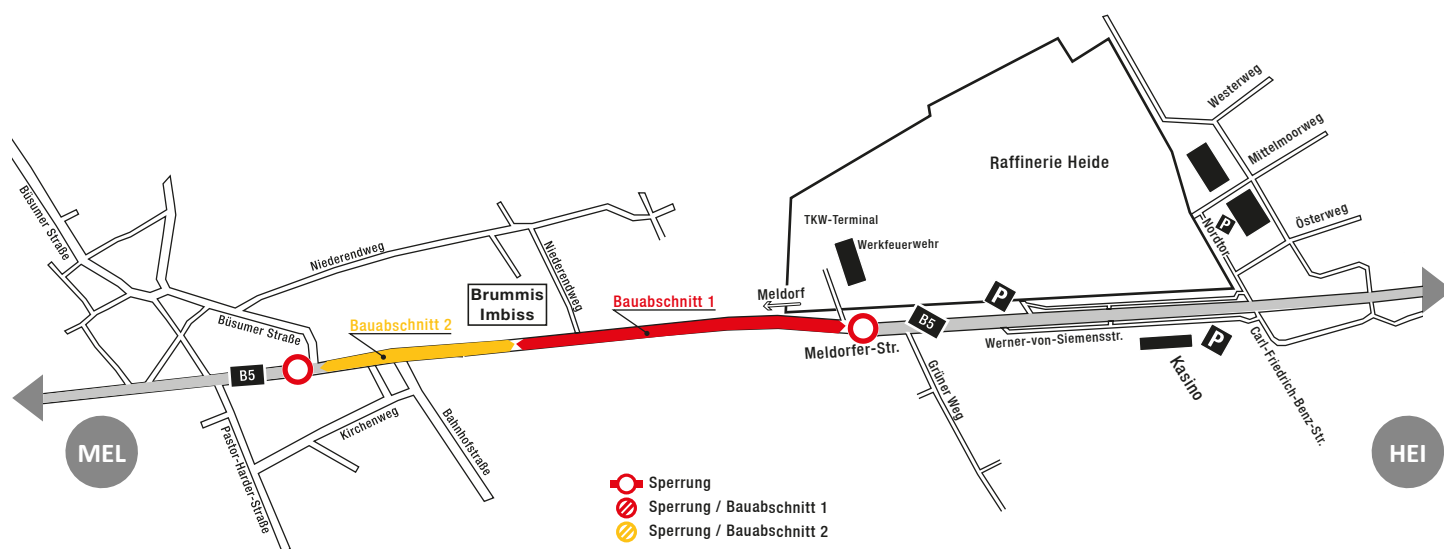 Büsumer Straße
Niederendweg
Büsumer Straße
Bauabschnitt 2
Brummis
Imbiss
Niederendweg
Bauabschnitt 1
Meldorf
TKW-Terminal
Werkfeuerwehr
Raffinerie Heide
Westerweg
Mittelmoorweg
Österweg
Nordtor
P
P
B5
Meldorfer-Str.
Werner-von-Siemensstr.
P
Kasino
Carl-Friedrich-Benz-Str.
Grüner Weg
B5
MEL
HEI
Kirchenweg
Bahnhofstraße
Pastor-Harder-Straße
Sperrung
Sperrung / Bauabschnitt 1
Sperrung / Bauabschnitt 2